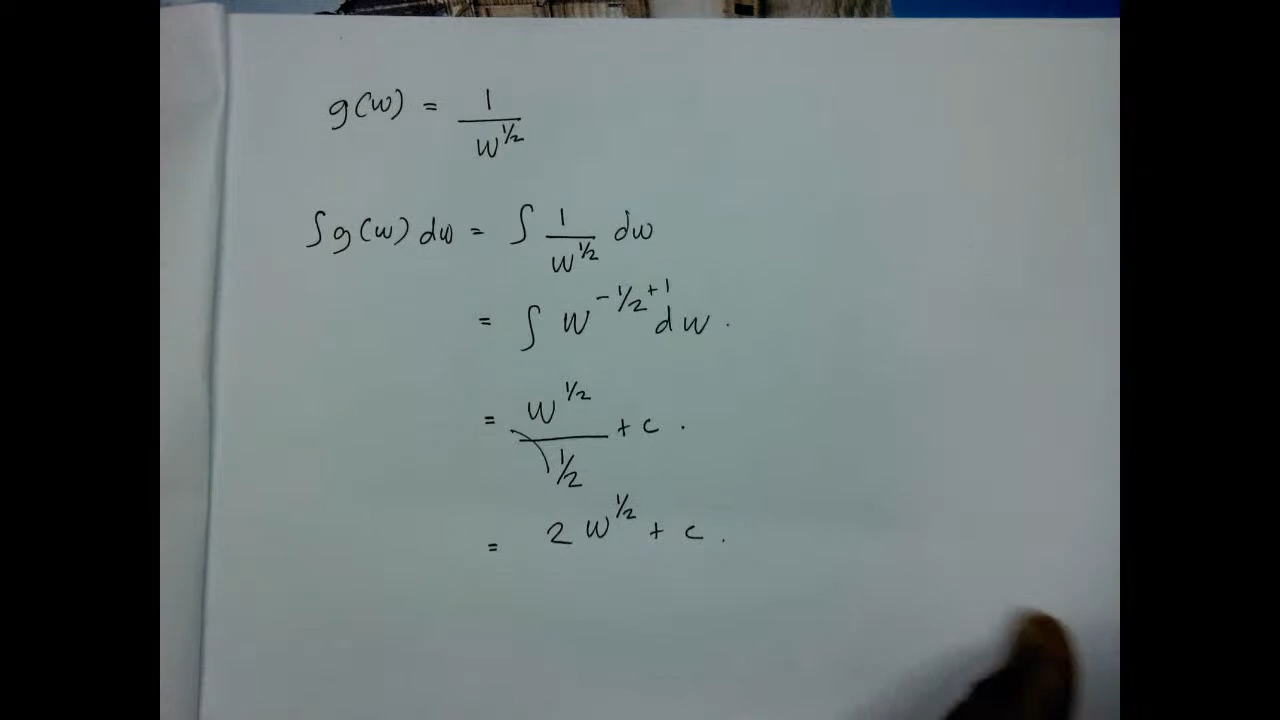 g(w) = 1/w^½
∫g(w) dw = ∫ 1/w^½ dw
= ∫ w^(-½+1) dw.
= w^½/½ + c.
= 2w^½ + c.